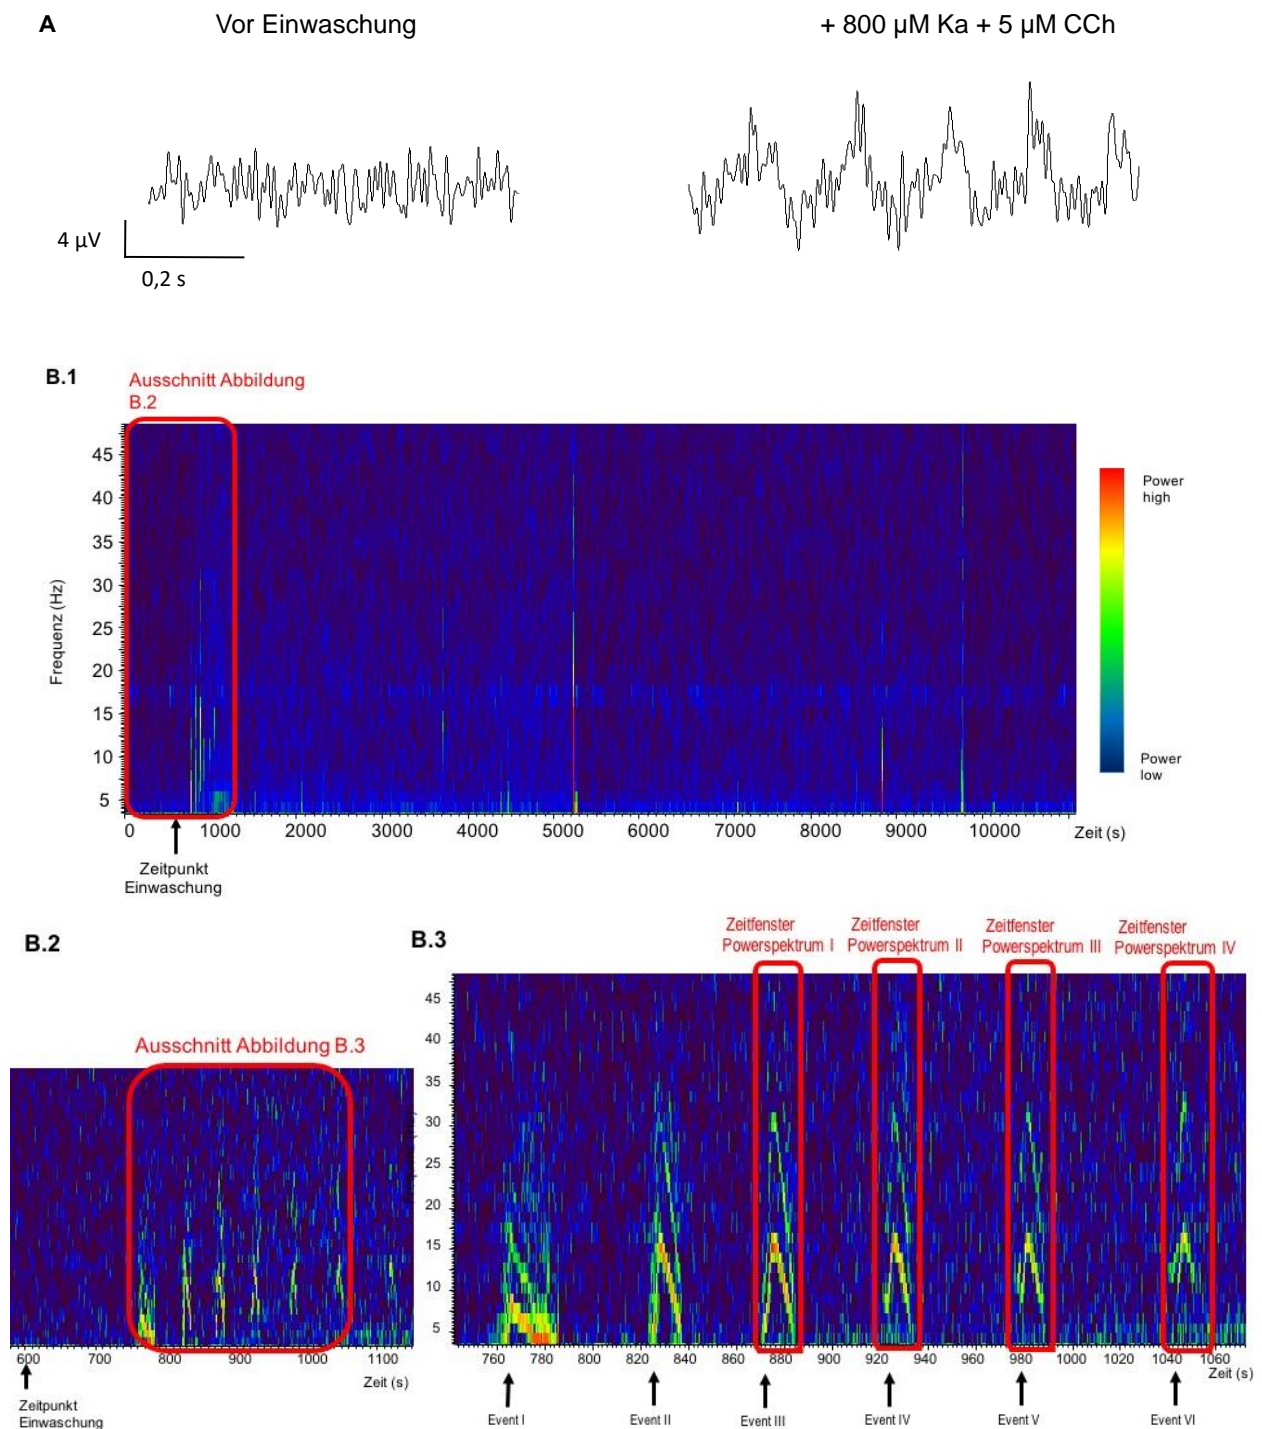 A
Vor Einwaschung
+ 800 µM Ka + 5 µM CCh
4 µV
0,2 s
B.1
Ausschnitt Abbildung
B.2
45
40
35
30
25
20
15
10
5
Frequenz (Hz)
0
1000
2000
3000
4000
5000
6000
7000
8000
9000
10000
Zeit (s)
Power
high
Power
low
Zeitpunkt
Einwaschung
B.2
Ausschnitt Abbildung B.3
600
700
800
900
1000
1100
Zeit (s)
Zeitpunkt
Einwaschung
B.3
Zeitfenster
Powerspektrum I
Zeitfenster
Powerspektrum II
Zeitfenster
Powerspektrum III
Zeitfenster
Powerspektrum IV
45
40
35
30
25
20
15
10
5
760
780
800
820
840
860
880
900
920
940
960
980
1000
1020
1040
1060
Zeit (s)
Event I
Event II
Event III
Event IV
Event V
Event VI